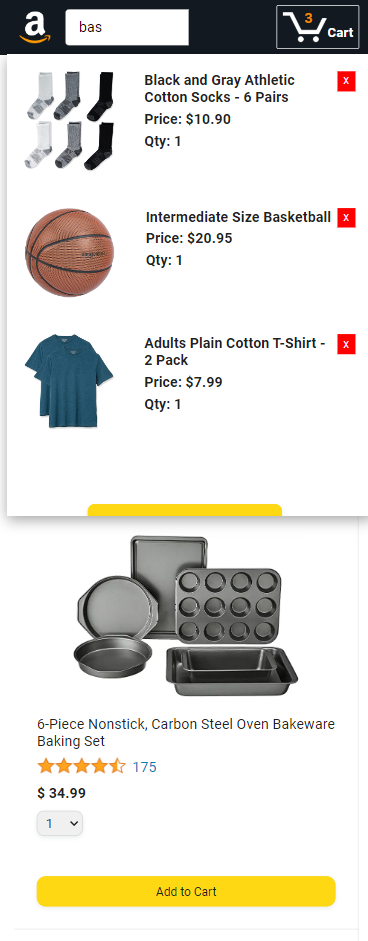 a
bas
3
Cart
Black and Gray Athletic
Cotton Socks - 6 Pairs
X
Price: $10.90
Qty: 1
Intermediate Size Basketball
X
Price: $20.95
Qty: 1
Adults Plain Cotton T-Shirt -
2 Pack
X
Price: $7.99
Qty: 1
6-Piece Nonstick, Carbon Steel Oven Bakeware
Baking Set
175
$ 34.99
1
Add to Cart